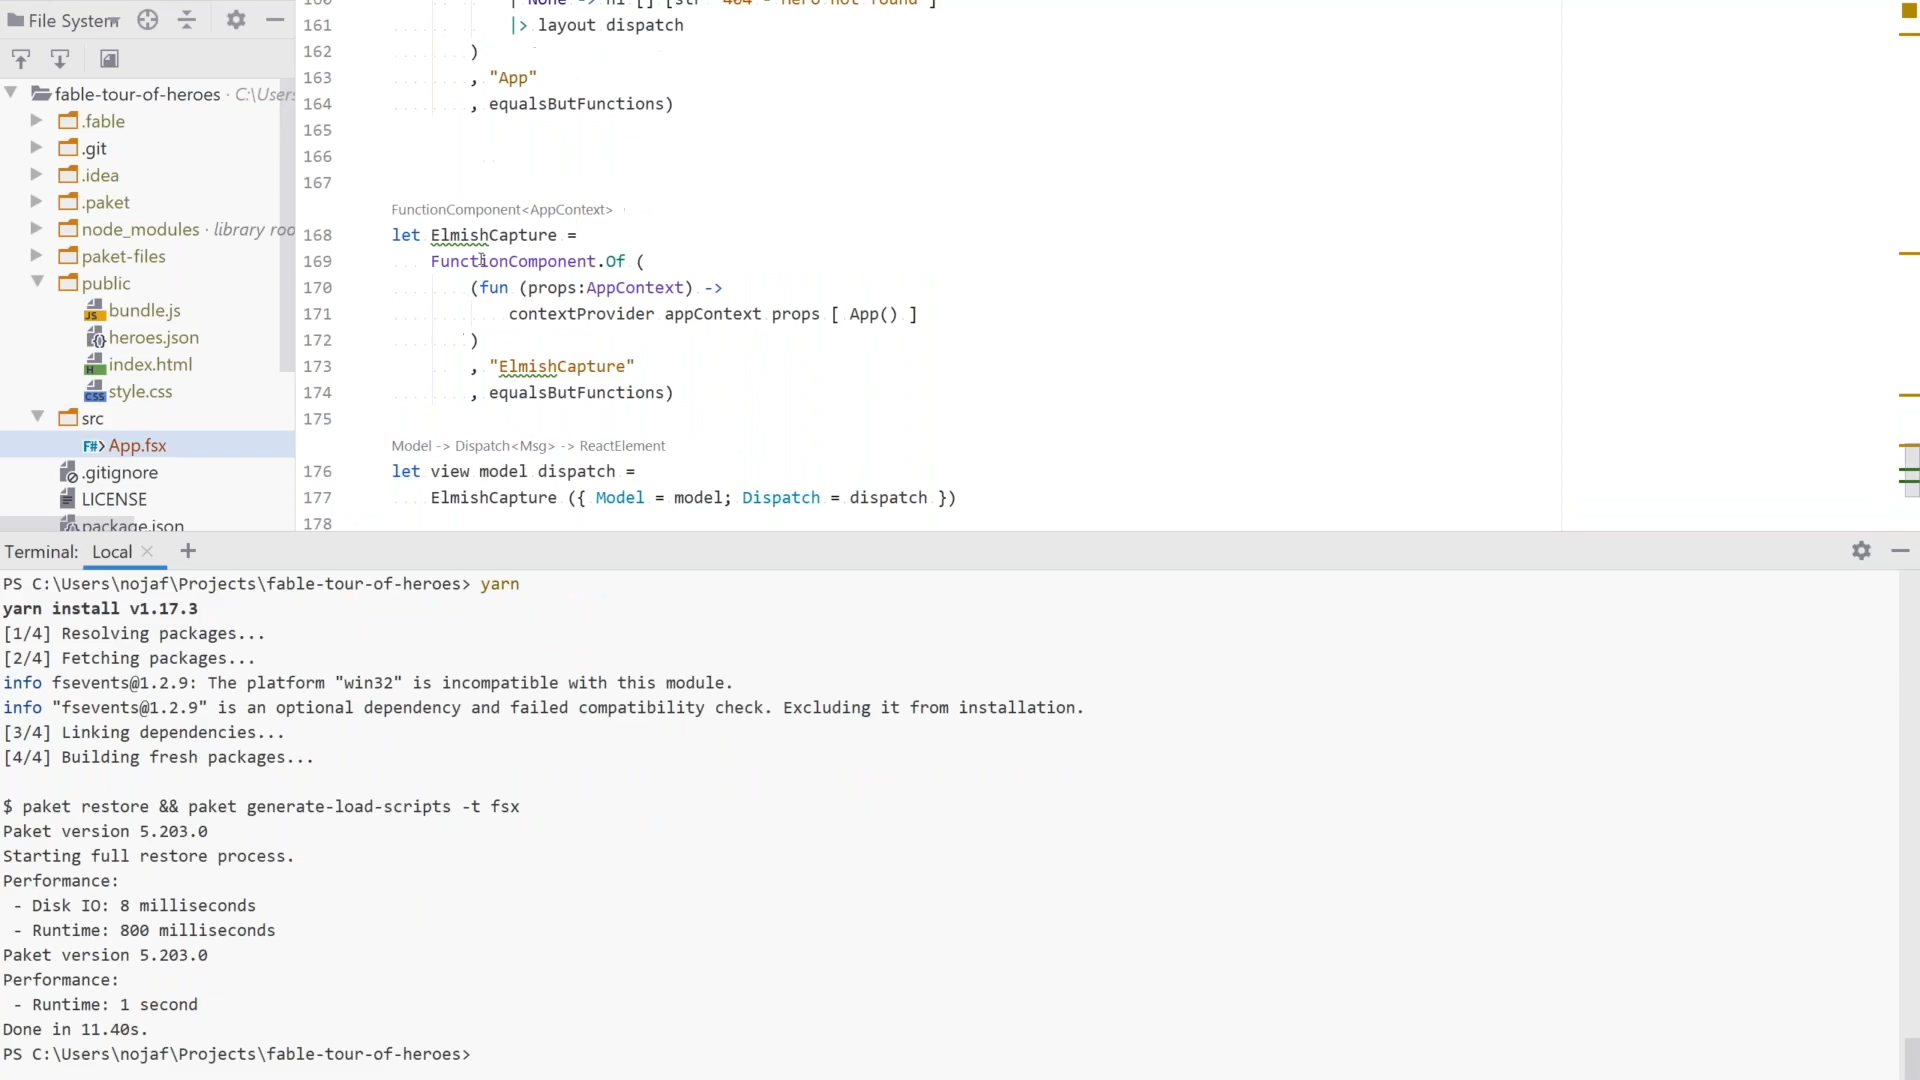 File System
fable-tour-of-heroes · C:\Users
.fable
.git
.idea
.paket
node_modules · library roo
paket-files
public
bundle.js
heroes.json
index.html
style.css
src
App.fsx
.gitignore
LICENSE
package.json
161 |> layout dispatch
162 )
163 , "App"
164 , equalsButFunctions)
165
166
167
FunctionComponent<AppContext>
168 let ElmishCapture =
169 FunctionComponent.Of (
170 (fun (props:AppContext) ->
171 contextProvider appContext props [ App() ]
172 )
173 , "ElmishCapture"
174 , equalsButFunctions)
175
Model -> Dispatch<Msg> -> ReactElement
176 let view model dispatch =
177 ElmishCapture ({ Model = model; Dispatch = dispatch })
178
Terminal: Local
PS C:\Users\nojaf\Projects\fable-tour-of-heroes> yarn
yarn install v1.17.3
[1/4] Resolving packages...
[2/4] Fetching packages...
info fsevents@1.2.9: The platform "win32" is incompatible with this module.
info "fsevents@1.2.9" is an optional dependency and failed compatibility check. Excluding it from installation.
[3/4] Linking dependencies...
[4/4] Building fresh packages...
$ paket restore && paket generate-load-scripts -t fsx
Paket version 5.203.0
Starting full restore process.
Performance:
- Disk IO: 8 milliseconds
- Runtime: 800 milliseconds
Paket version 5.203.0
Performance:
- Runtime: 1 second
Done in 11.40s.
PS C:\Users\nojaf\Projects\fable-tour-of-heroes>